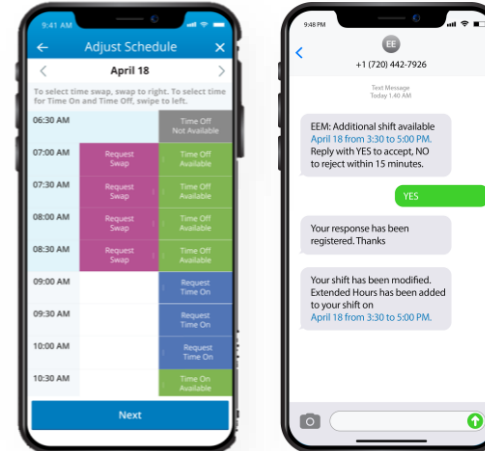 9:41 AM
Adjust Schedule
April 18
To select time swap, swap to right. To select time
for Time On and Time Off, swipe to left.
06:30 AM
Time Off
Not Available
07:00 AM
Request
Swap
Time Off
Available
07:30 AM
Request
Swap
Time Off
Available
08:00 AM
Request
Swap
Time Off
Available
08:30 AM
Request
Swap
Time Off
Available
09:00 AM
Request
Time On
09:30 AM
Request
Time On
10:00 AM
Request
Time On
10:30 AM
Time On
Available
Next
9:48 PM
EE
+1 (720) 442-7926
Text Message
Today 1.40 AM
EEM: Additional shift available
April 18 from 3:30 to 5:00 PM.
Reply with YES to accept, NO
to reject within 15 minutes.
YES
Your response has been
registered. Thanks
Your shift has been modified.
Extended Hours has been added
to your shift on
April 18 from 3:30 to 5:00 PM.